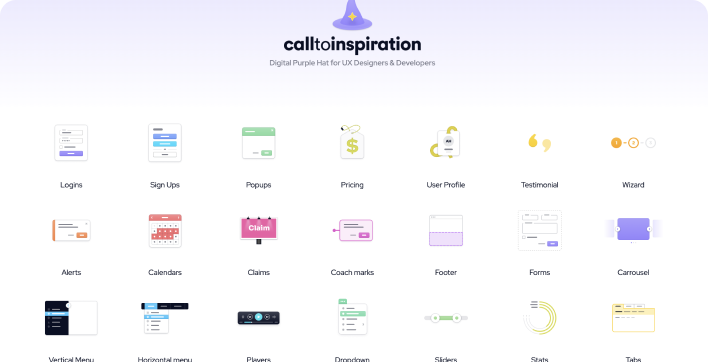 calltoinspiration
Digital Purple Hat for UX Designers & Developers
Logins
Sign Ups
Popups
Pricing
User Profile
Testimonial
Wizard
Alerts
Calendars
Claim
Claims
Coach marks
Footer
Forms
Carrousel
Vertical Menu
Horizontal menu
Players
Dropdown
Sliders
Stats
Tabs